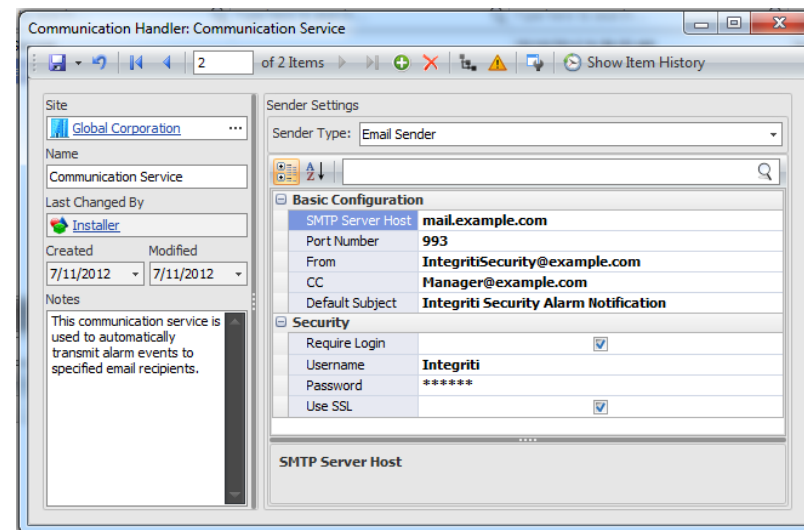 Communication Handler: Communication Service
2 of 2 Items Show Item History
Site
Global Corporation ...
Name
Communication Service
Last Changed By
Installer
Created Modified
7/11/2012 7/11/2012
Notes
This communication service is
used to automatically
transmit alarm events to
specified email recipients.
Sender Settings
Sender Type: Email Sender
Basic Configuration
SMTP Server Host mail.example.com
Port Number 993
From IntegritiSecurity@example.com
CC Manager@example.com
Default Subject Integriti Security Alarm Notification
Security
Require Login
Username Integriti
Password ******
Use SSL
SMTP Server Host